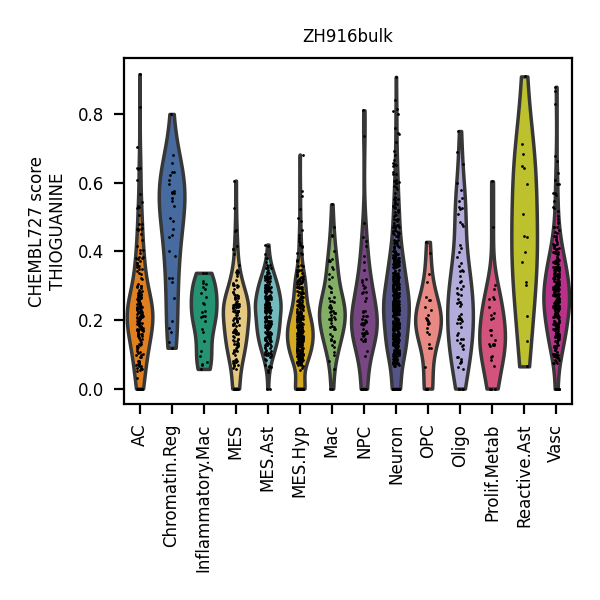 ZH916bulk
CHEMBL727 score
THIOGUANINE
0.8
0.6
0.4
0.2
0.0
AC
Chromatin.Reg
Inflammatory.Mac
MES
MES.Ast
MES.Hyp
Mac
NPC
Neuron
OPC
Oligo
Prolif.Metab
Reactive.Ast
Vasc